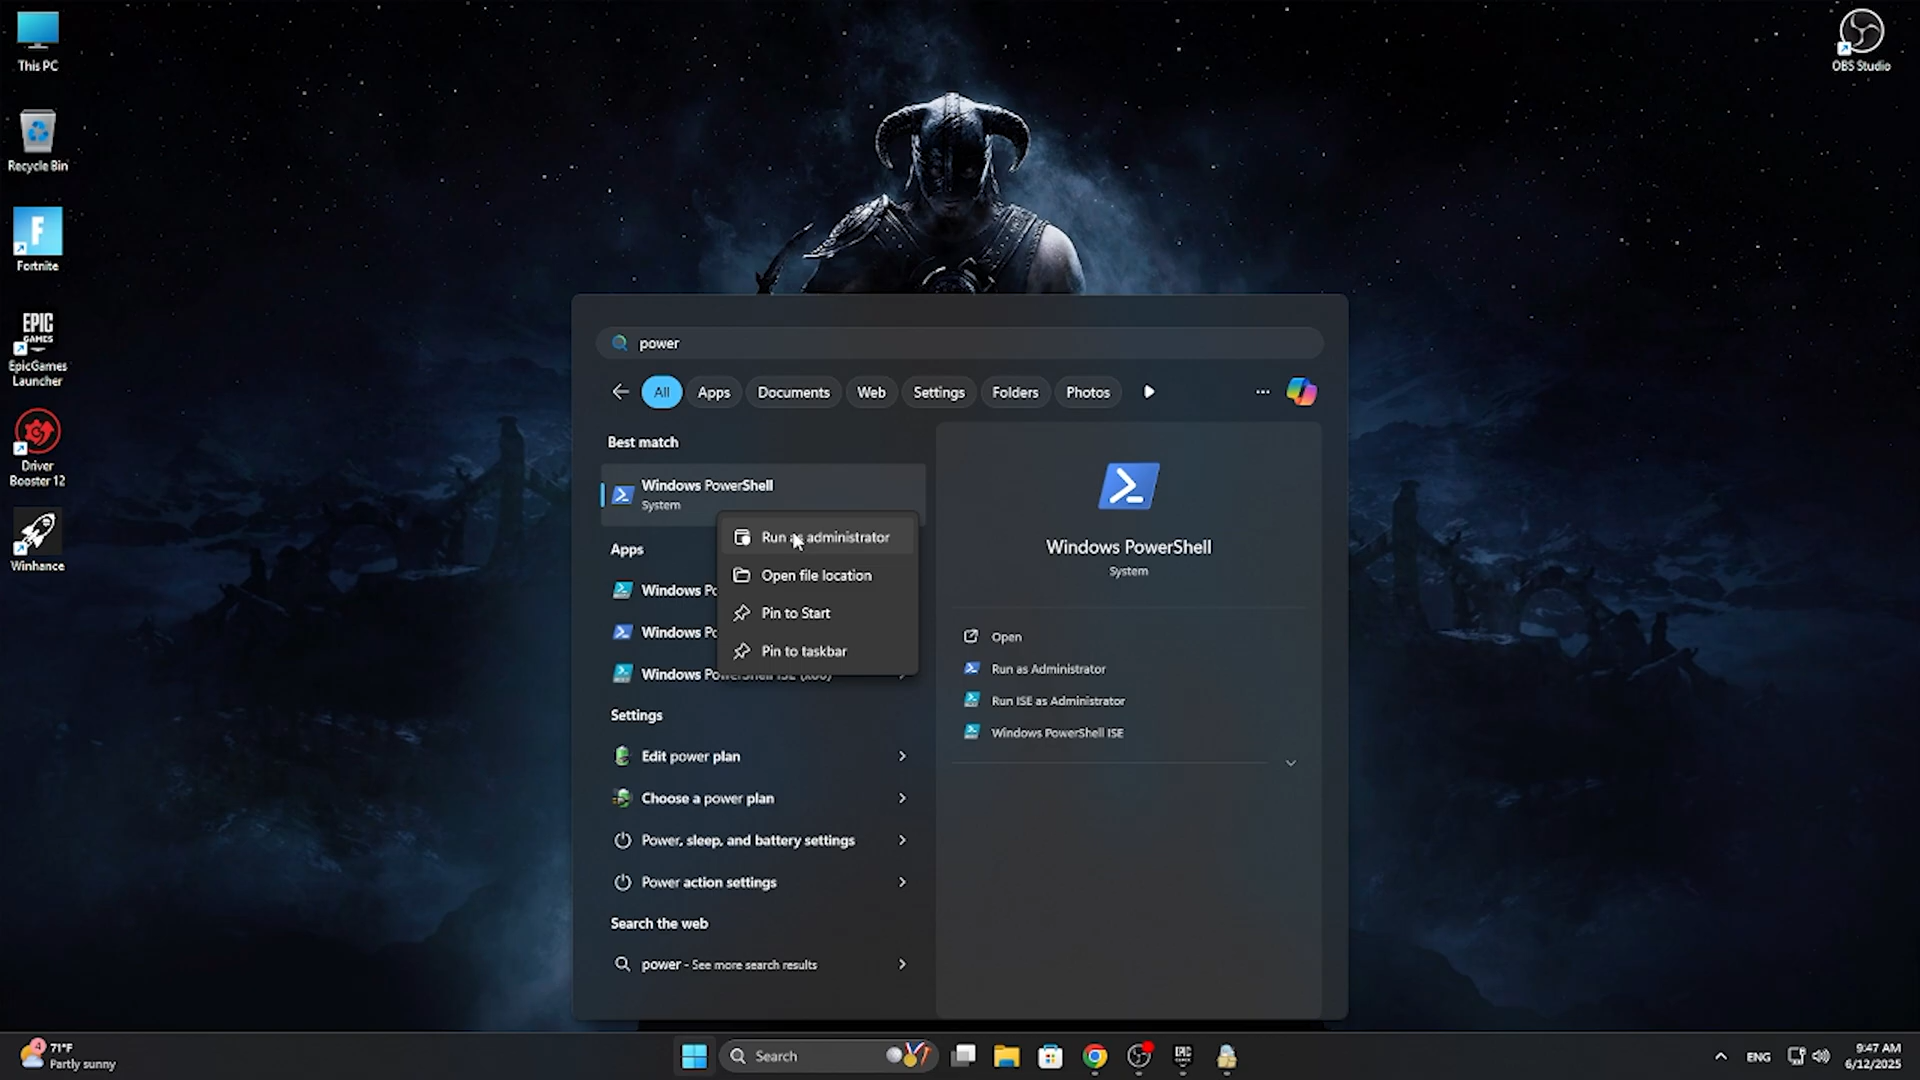 This PC
Recycle Bin
F
Fortnite
EPIC
GAMES
EpicGames
Launcher
Driver
Booster 12
Winhance
OBS Studio
power
All
Apps
Documents
Web
Settings
Folders
Photos
Best match
Windows PowerShell
System
Run as administrator
Open file location
Pin to Start
Pin to taskbar
Apps
Windows
Windows
Windows PowerShell ISE (x86)
Settings
Edit power plan
Choose a power plan
Power, sleep, and battery settings
Power action settings
Search the web
power - See more search results
Windows PowerShell
System
Open
Run as Administrator
Run ISE as Administrator
Windows PowerShell ISE
4
71°F
Partly sunny
Search
EPIC
ENG
9:47 AM
6/12/2025